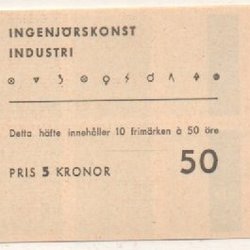 INGENJÖRSKONST
INDUSTRI
Detta häfte innehåller 10 frimärken à 50 öre
PRIS 5 KRONOR 50